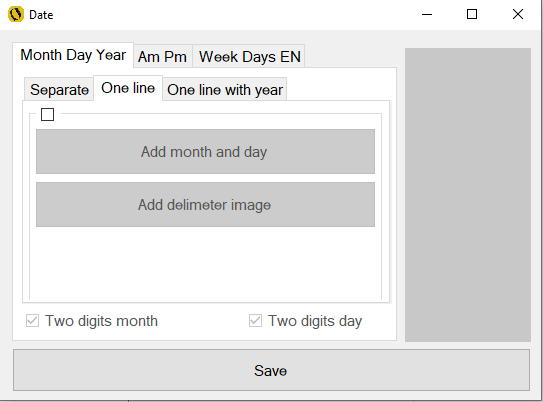 Date
Month Day Year Am Pm Week Days EN
Separate One line One line with year
Add month and day
Add delimeter image
Two digits month Two digits day
Save